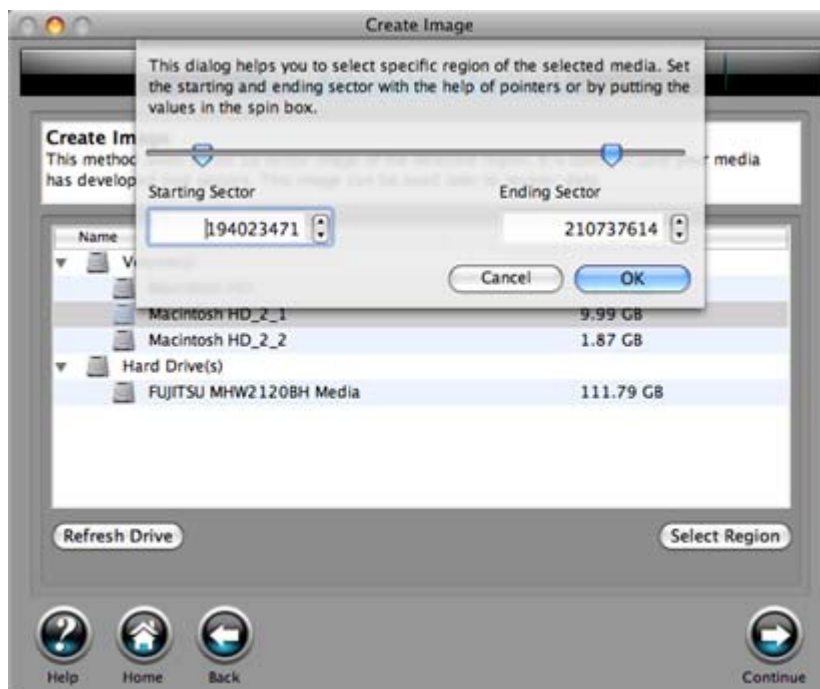 Create Image
This dialog helps you to select specific region of the selected media. Set
the starting and ending sector with the help of pointers or by putting the
values in the spin box.
Create Im
This method
r media
has develop
Starting Sector
Ending Sector
194023471
210737614
Cancel
OK
Name
Macintosh HD_2_1
9.99 GB
Macintosh HD_2_2
1.87 GB
Hard Drive(s)
FUJITSU MHW2120BH Media
111.79 GB
Refresh Drive
Select Region
Help
Home
Back
Continue